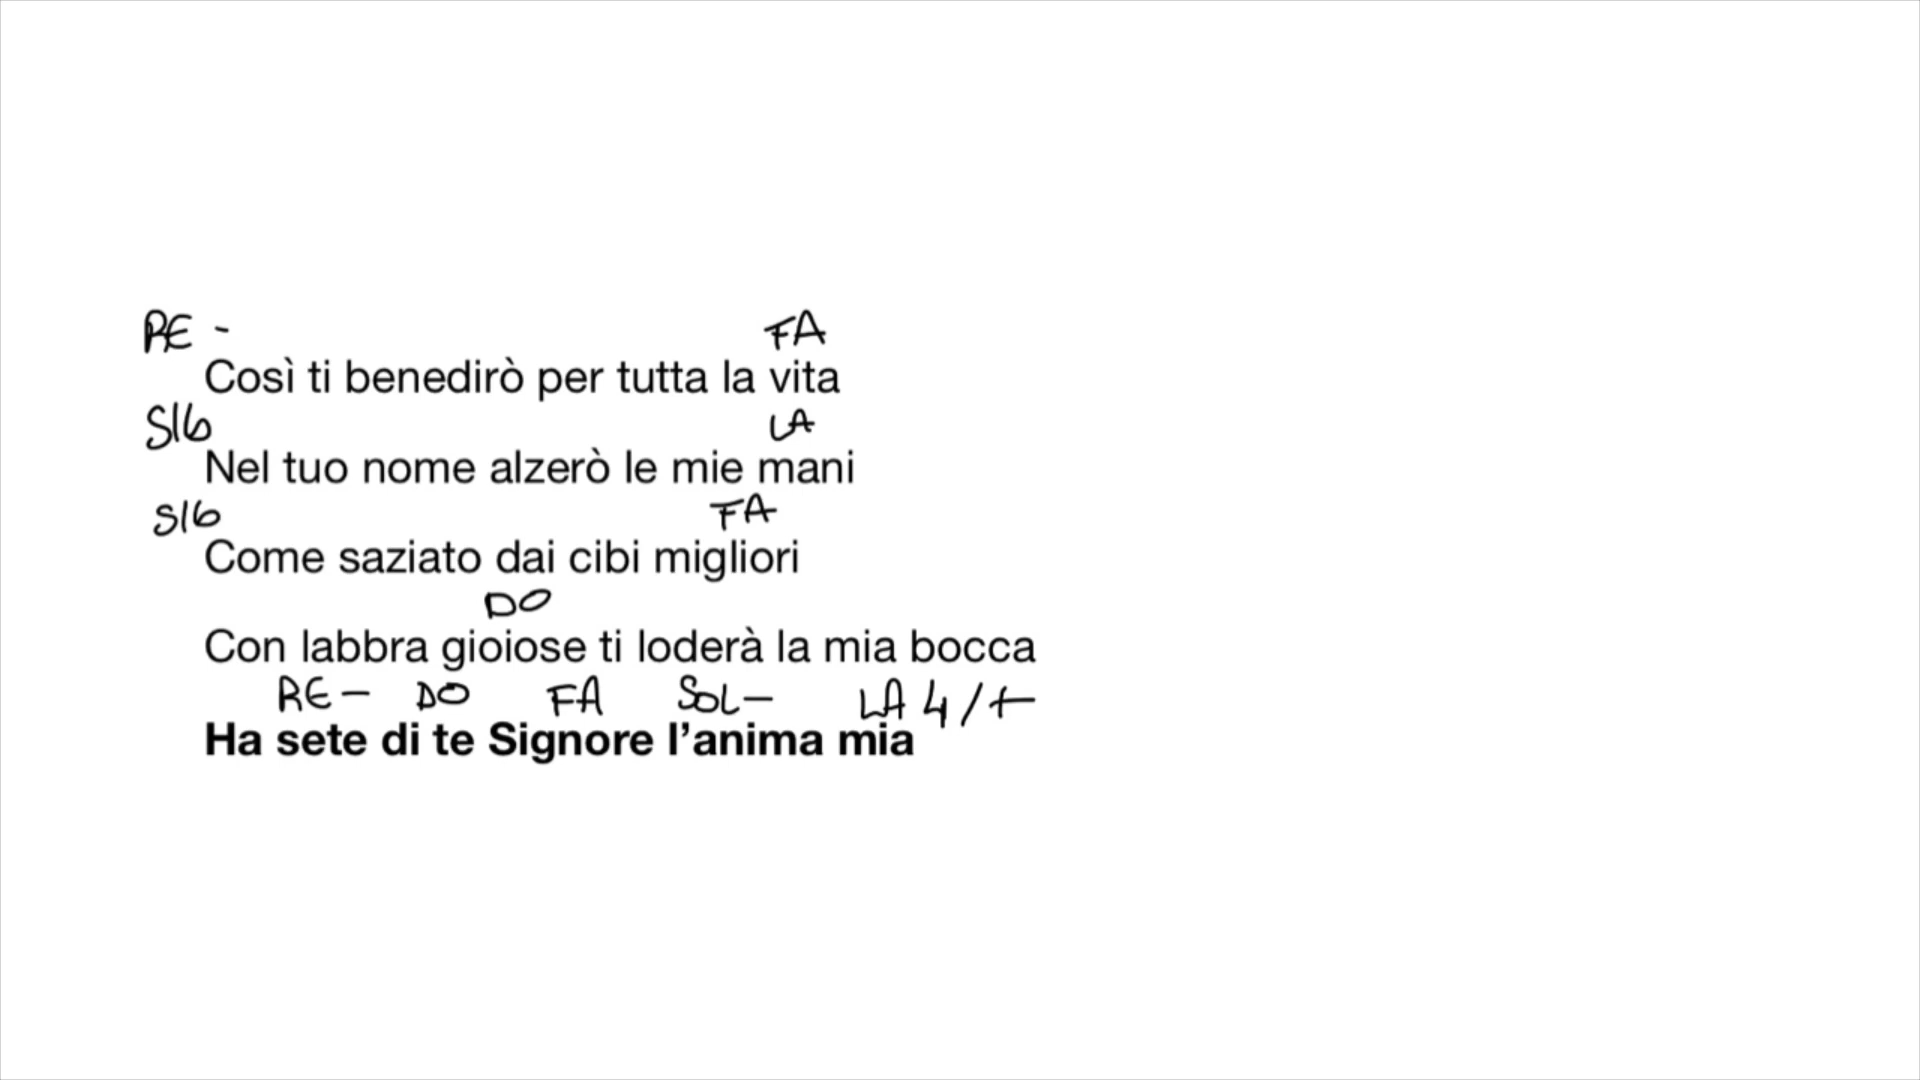 RE - FA
Così ti benedirò per tutta la vita
SIb LA
Nel tuo nome alzerò le mie mani
SIb FA
Come saziato dai cibi migliori
DO
Con labbra gioiose ti loderà la mia bocca
RE - DO FA SOL - LA 4/+
Ha sete di te Signore l’anima mia